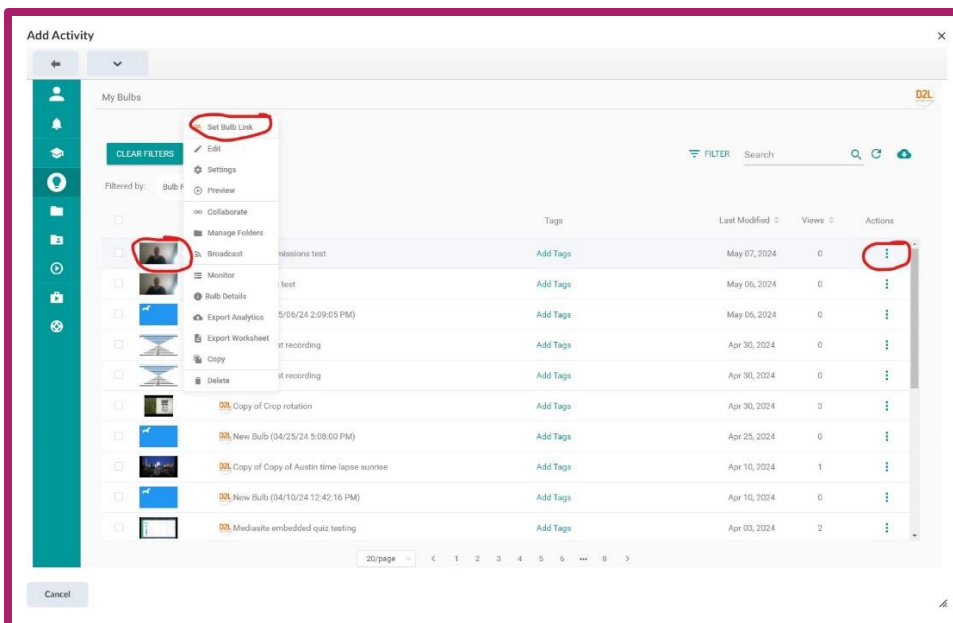 Add Activity
My Bulbs
D2L
Set Bulb Link
CLEAR FILTERS
Edit
FILTER
Search
Settings
Filtered by:
Preview
Collaborate
Manage Folders
Tags
Last Modified
Views
Actions
Broadcast
missions test
Add Tags
May 07, 2024
0
Monitor
test
Add Tags
May 06, 2024
0
Bulb Details
Export Analytics
5/06/24 2:09:05 PM)
Add Tags
May 06, 2024
0
Export Worksheet
st recording
Add Tags
Apr 30, 2024
0
Copy
Delete
st recording
Add Tags
Apr 30, 2024
0
D2L Copy of Crop rotation
Add Tags
Apr 30, 2024
3
D2L New Bulb (04/25/24 5:08:00 PM)
Add Tags
Apr 25, 2024
0
D2L Copy of Copy of Austin time lapse sunrise
Add Tags
Apr 10, 2024
1
D2L New Bulb (04/10/24 12:42:16 PM)
Add Tags
Apr 10, 2024
0
D2L Mediasite embedded quiz testing
Add Tags
Apr 03, 2024
2
20/page
1 2 3 4 5 6 ••• 8
Cancel